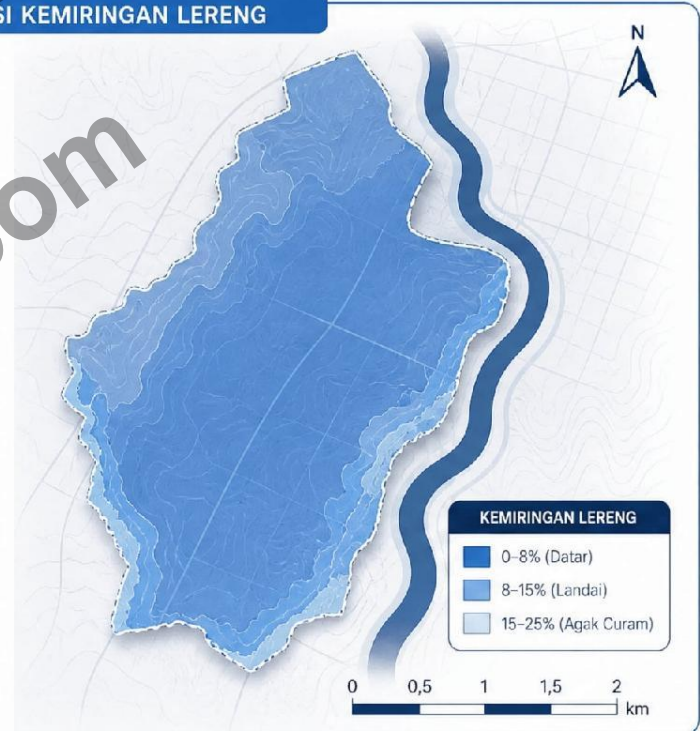 SI KEMIRINGAN LERENG
N
om
KEMIRINGAN LERENG
0–8% (Datar)
8–15% (Landai)
15–25% (Agak Curam)
0 0,5 1 1,5 2
km